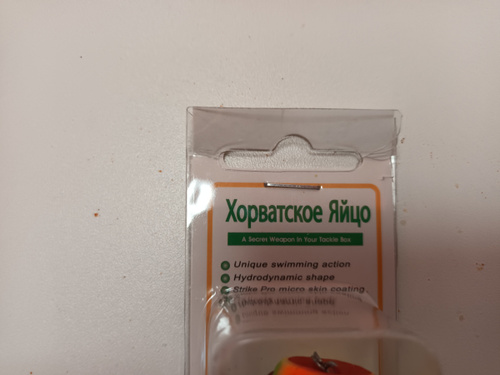 Хорватское Яйцо
A Secret Weapon In Your Tackle Box
Unique swimming action
Hydrodynamic shape
Strike Pro micro skin coating